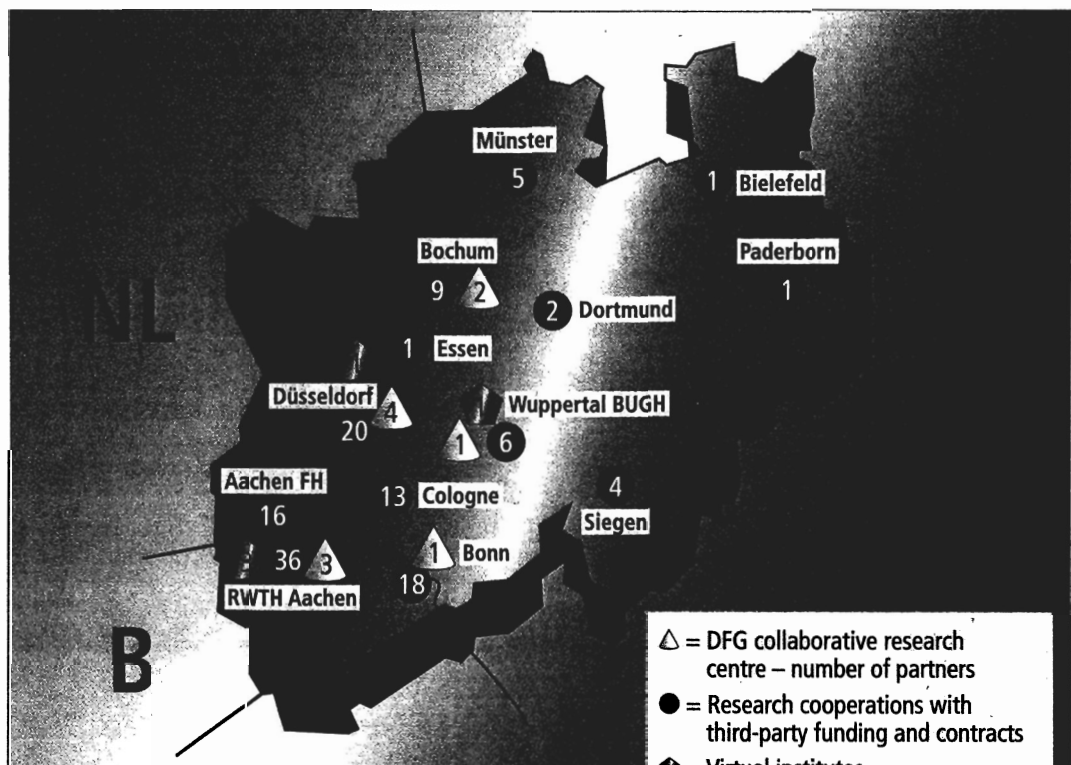 Münster
5
1 Bielefeld
Bochum
Paderborn
9 2
1
2 Dortmund
NL
1 Essen
Düsseldorf
4
Wuppertal BUGH
20
1 6
Aachen FH
13 Cologne
4
16
Siegen
36 3
1 Bonn
18
RWTH Aachen
B
= DFG collaborative research
centre – number of partners
= Research cooperations with
third-party funding and contracts
= Virtual institutes